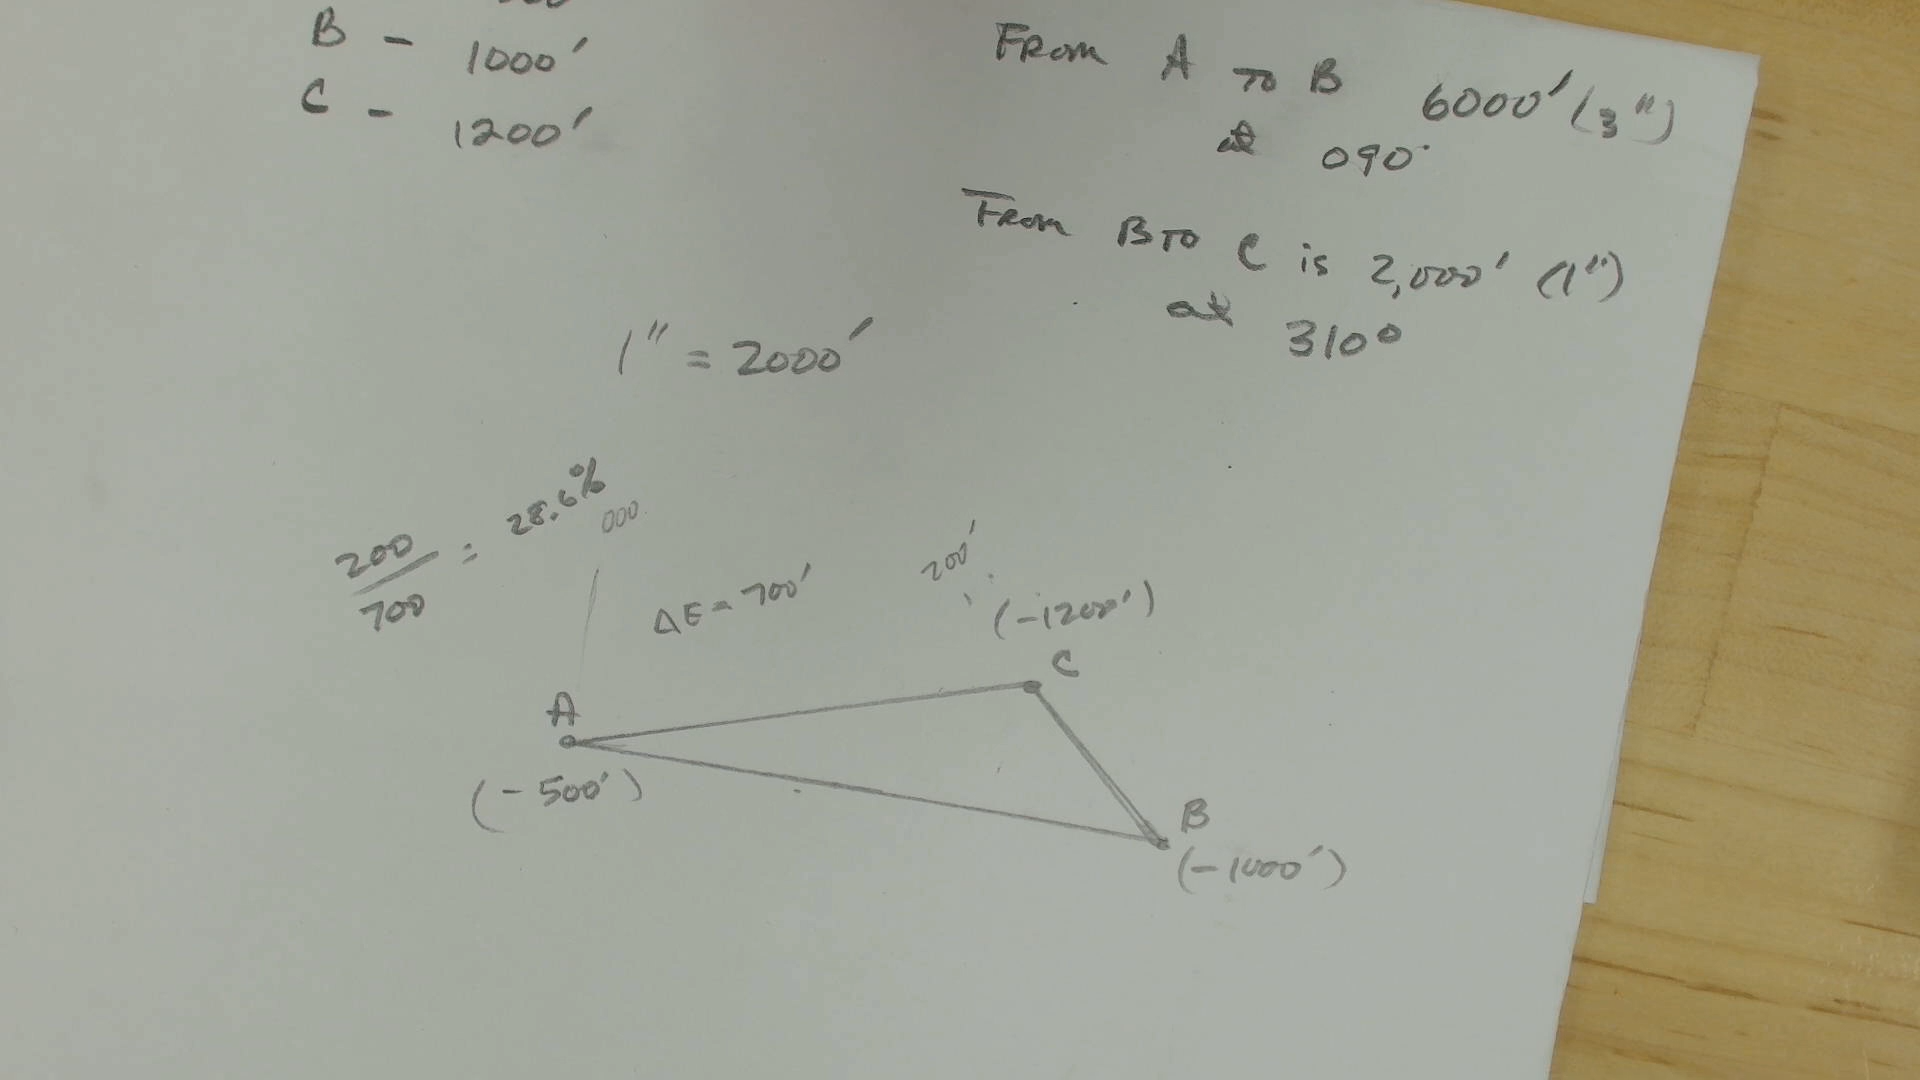 B - 1000'
C - 1200'
From A to B 6000' (3")
at 090°
From B to C is 2,000' (1")
at 310°
1" = 2000'
200/700 = 28.6%
000
ΔE = 700'
200'
(-1200')
C
A
(-500')
B
(-1000')